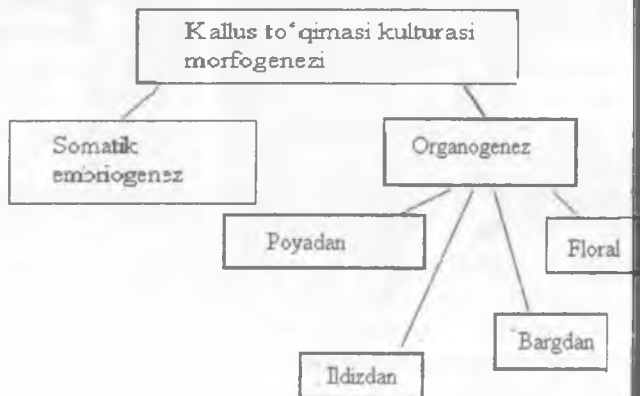 Kallus to‘qimasi kulturasi
morfogenezi
Somatik
embriogenez
Organogenez
Poyadan
Floral
Bargdan
Ildizdan